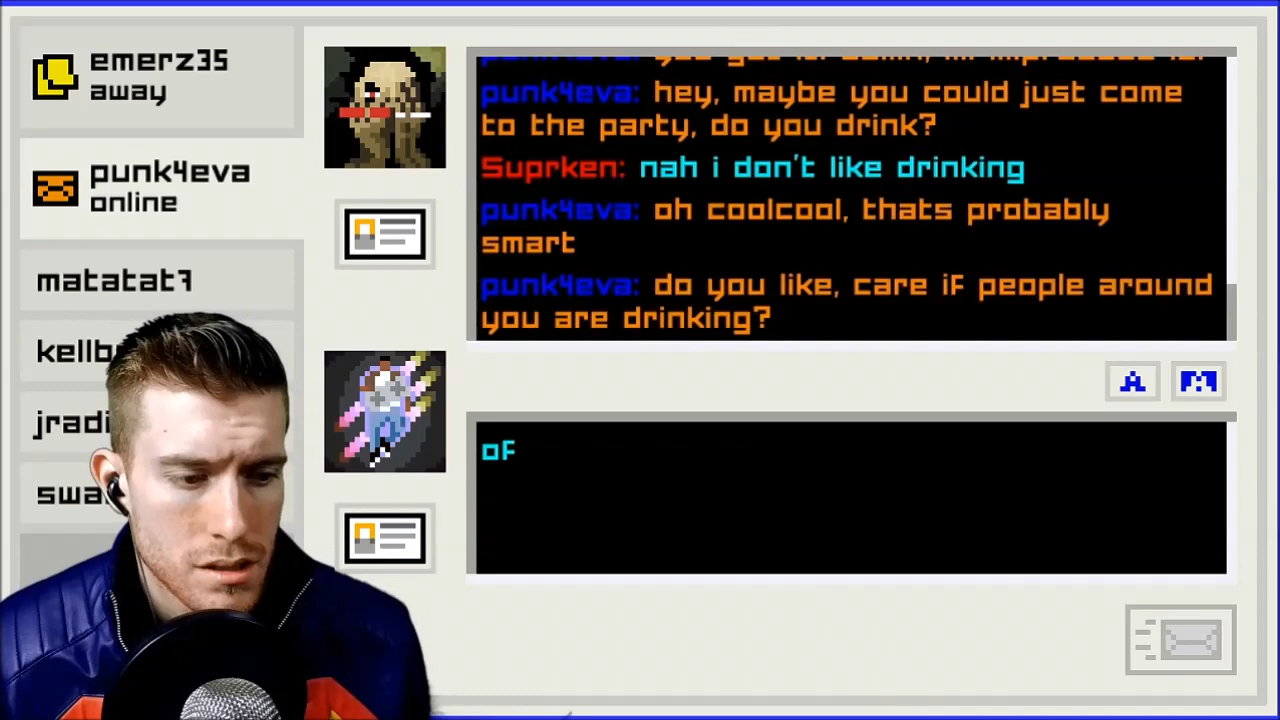 emerz35
away
punk4eva
online
matatat7
punk4eva: hey, maybe you could just come
to the party, do you drink?
Suprken: nah i don't like drinking
punk4eva: oh coolcool, thats probably
smart
punk4eva: do you like, care if people around
you are drinking?
A
of